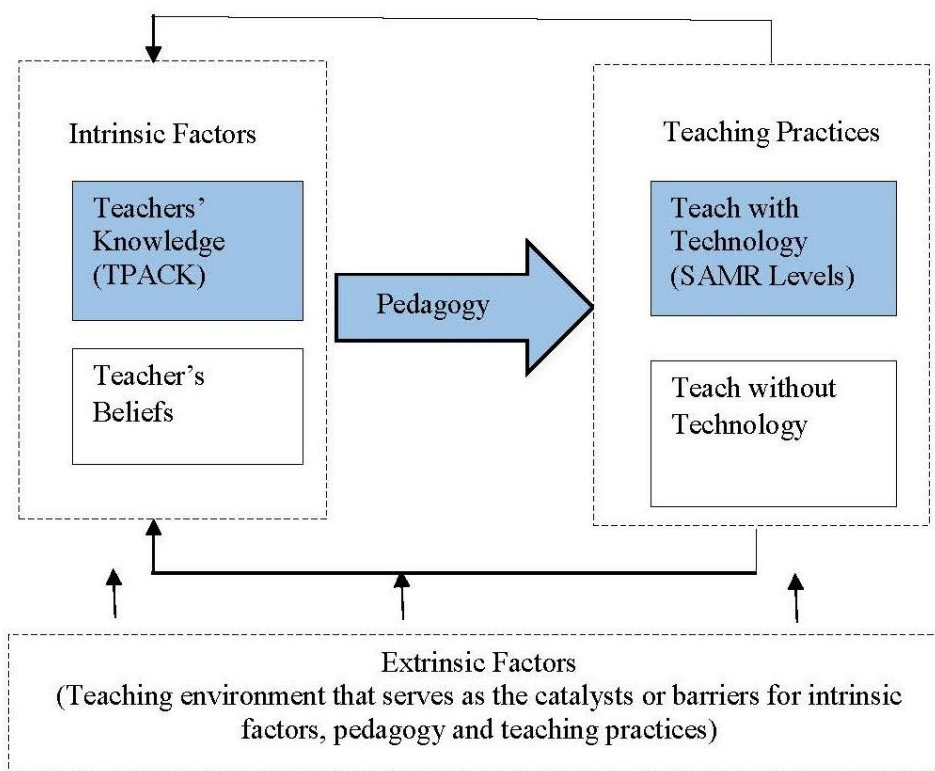 Intrinsic Factors
Teachers’
Knowledge
(TPACK)
Teacher’s
Beliefs
Pedagogy
Teaching Practices
Teach with
Technology
(SAMR Levels)
Teach without
Technology
Extrinsic Factors
(Teaching environment that serves as the catalysts or barriers for intrinsic
factors, pedagogy and teaching practices)